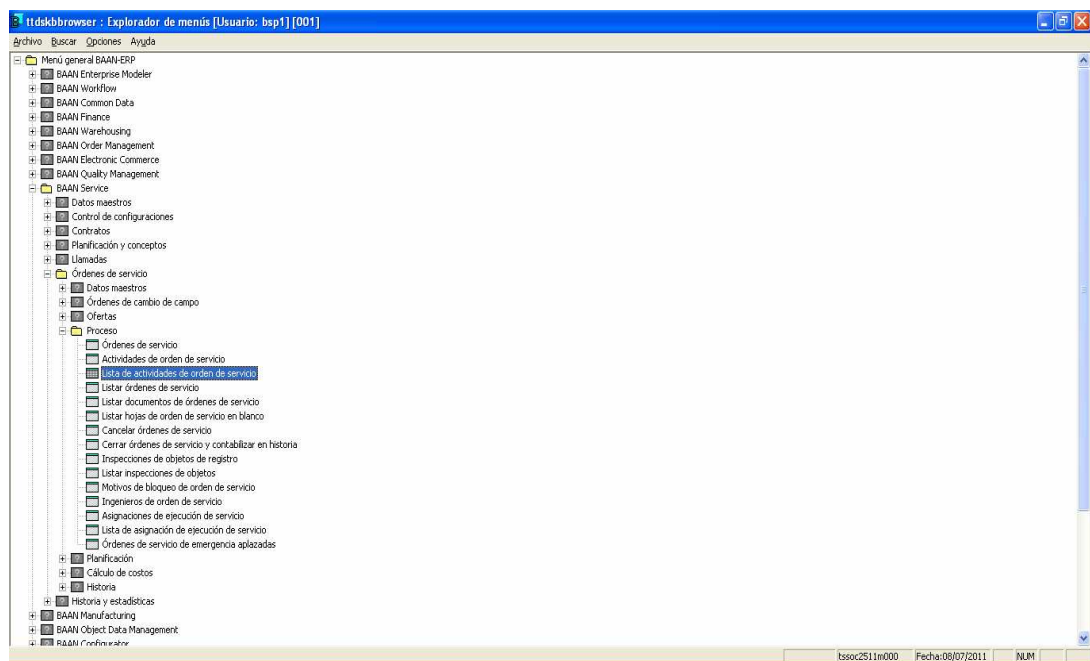 ttdskbbrowser : Explorador de menús [Usuario: bsp1] [001]
Archivo Buscar Opciones Ayuda
Menú general BAAN-ERP
BAAN Enterprise Modeler
BAAN Workflow
BAAN Common Data
BAAN Finance
BAAN Warehousing
BAAN Order Management
BAAN Electronic Commerce
BAAN Quality Management
BAAN Service
Datos maestros
Control de configuraciones
Contratos
Planificación y conceptos
Llamadas
Órdenes de servicio
Datos maestros
Órdenes de cambio de campo
Ofertas
Proceso
Órdenes de servicio
Actividades de orden de servicio
Lista de actividades de orden de servicio
Listar órdenes de servicio
Listar documentos de órdenes de servicio
Listar hojas de orden de servicio en blanco
Cancelar órdenes de servicio
Cerrar órdenes de servicio y contabilizar en historia
Inspecciones de objetos de registro
Listar inspecciones de objetos
Motivos de bloqueo de orden de servicio
Ingenieros de orden de servicio
Asignaciones de ejecución de servicio
Lista de asignación de ejecución de servicio
Órdenes de servicio de emergencia aplazadas
Planificación
Cálculo de costos
Historia
Historia y estadísticas
BAAN Manufacturing
BAAN Object Data Management
BAAN Configurator
tssoc2511m000 Fecha:08/07/2011 NUM